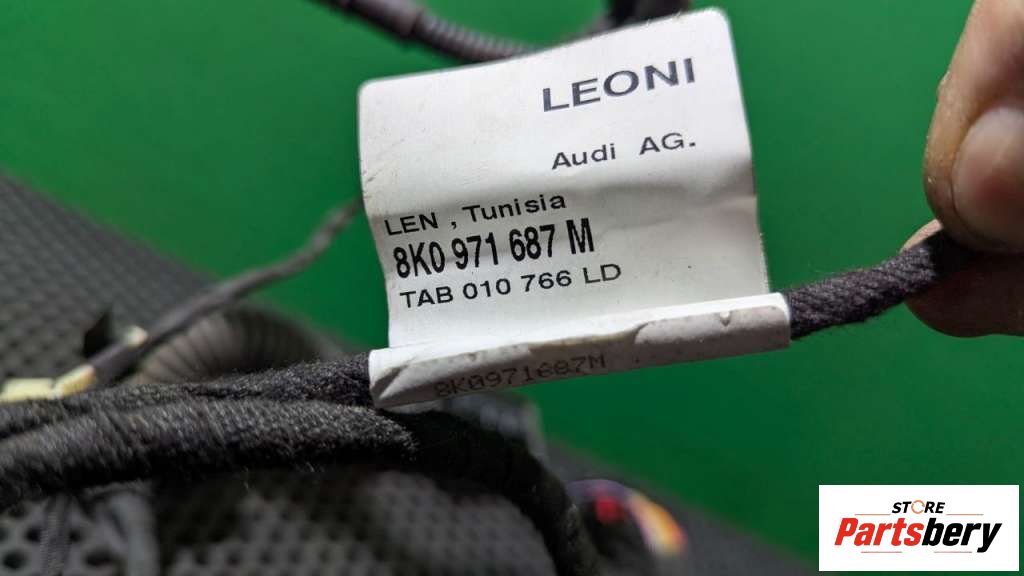 LEONI
Audi AG.
LEN , Tunisia
8K0 971 687 M
TAB 010 766 LD
8K0971687M
STORE
Partsbery